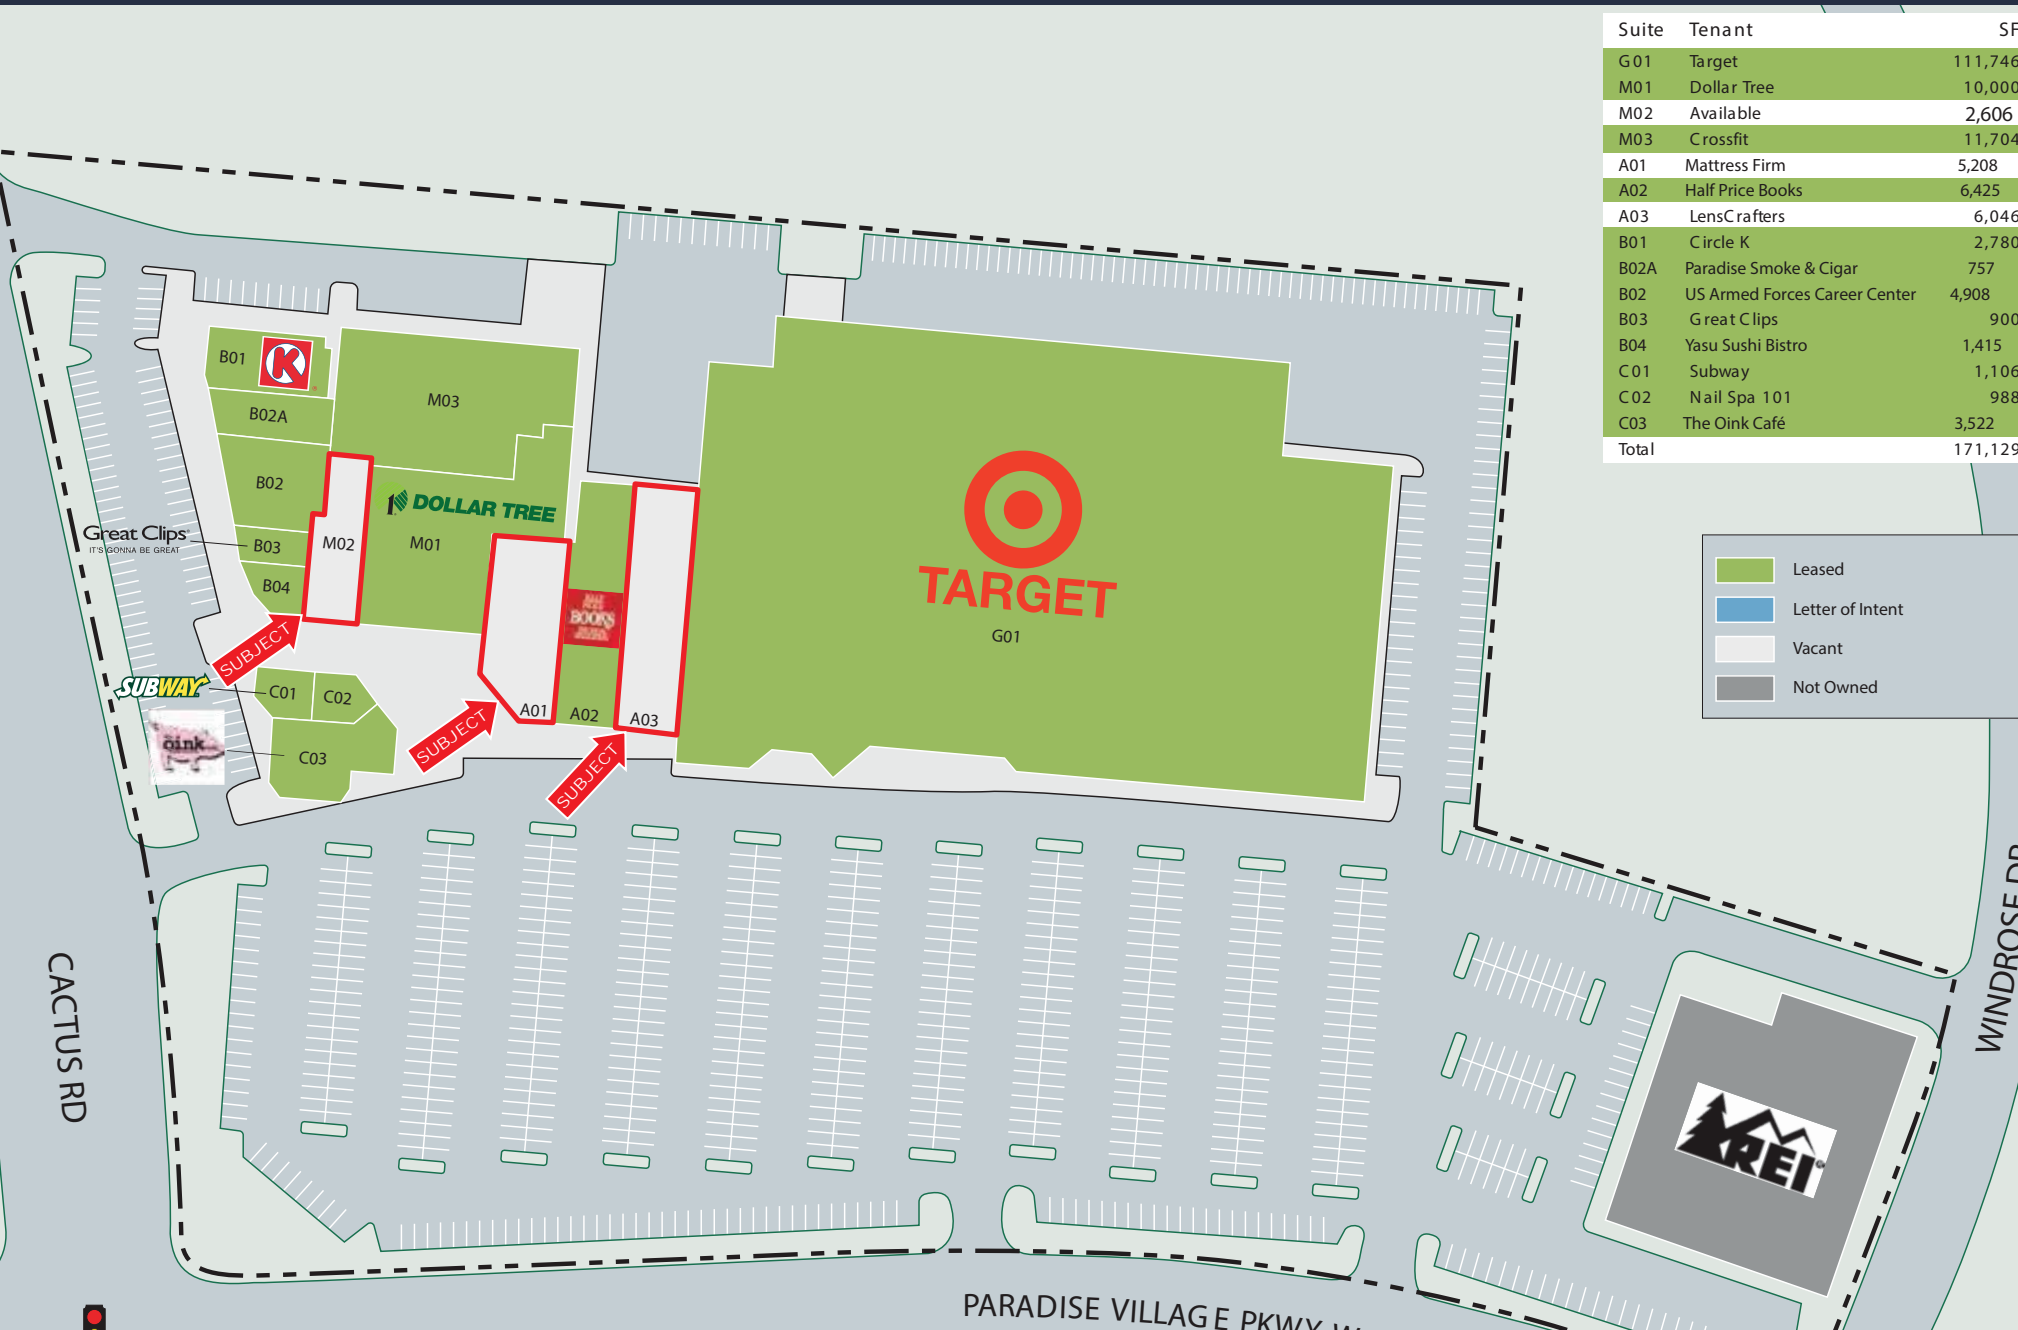 Suite Tenant SF
G01 Target 111,746
M01 Dollar Tree 10,000
M02 Available 2,606
M03 Crossfit 11,704
A01 Mattress Firm 5,208
A02 Half Price Books 6,425
A03 LensCrafters 6,046
B01 Circle K 2,780
B02A Paradise Smoke & Cigar 757
B02 US Armed Forces Career Center 4,908
B03 Great Clips 900
B04 Yasu Sushi Bistro 1,415
C01 Subway 1,106
C02 Nail Spa 101 988
C03 The Oink Café 3,522
Total 171,129
Leased
Letter of Intent
Vacant
Not Owned
B01
K
B02A
M03
B02
DOLLAR TREE
Great Clips
IT'S GONNA BE GREAT
B03
M02
M01
B04
BOOKS
TARGET
G01
SUBJECT
SUBWAY
C01
C02
A01
A02
A03
SUBJECT
oink
C03
SUBJECT
CACTUS RD
WINDROSE DR
REI
PARADISE VILLAGE PKWY W